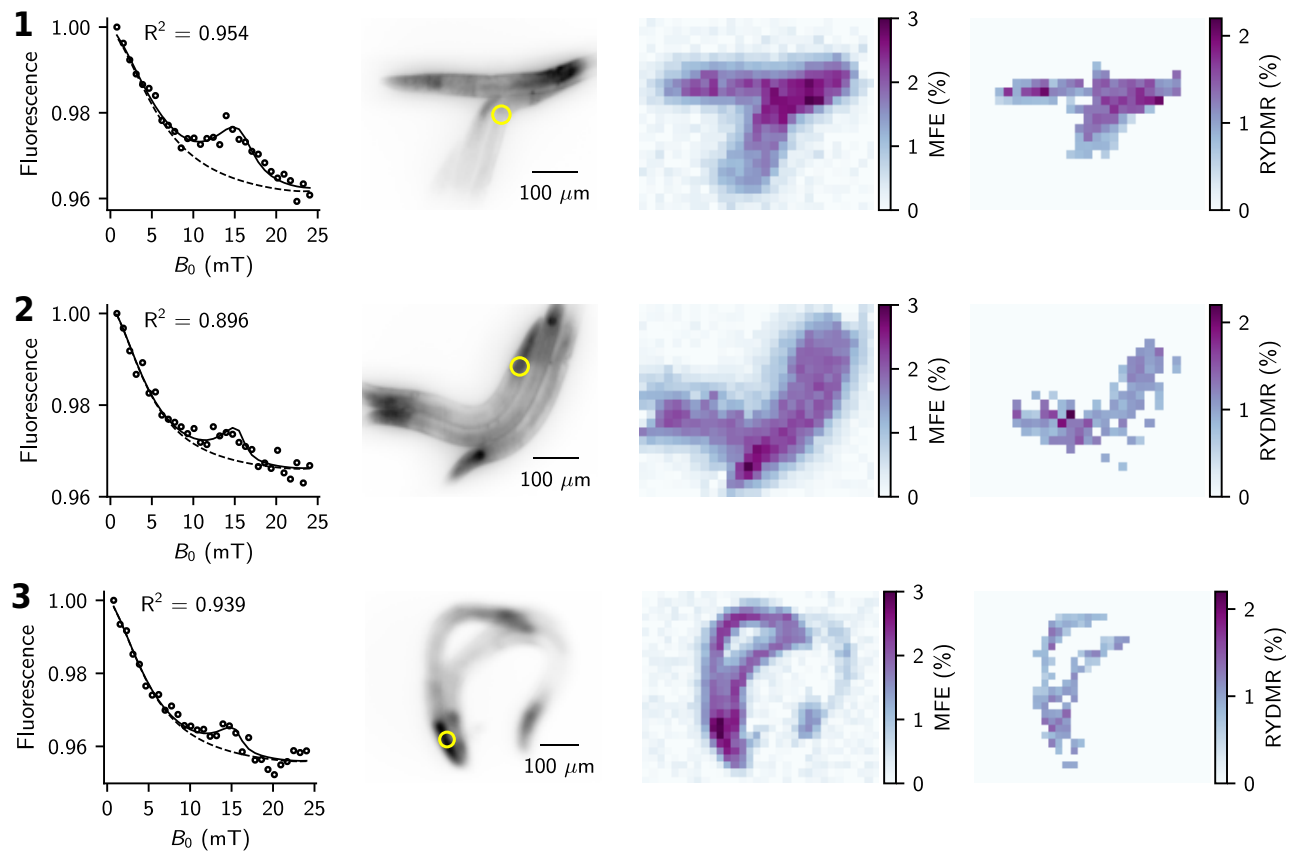 1
Fluorescence
1.00
0.98
0.96
R² = 0.954
0
5
10
15
20
25
B₀ (mT)
100 μm
3
2
1
0
MFE (%)
2
1
0
RYDMR (%)
2
Fluorescence
1.00
0.98
0.96
R² = 0.896
0
5
10
15
20
25
B₀ (mT)
100 μm
3
2
1
0
MFE (%)
2
1
0
RYDMR (%)
3
Fluorescence
1.00
0.98
0.96
R² = 0.939
0
5
10
15
20
25
B₀ (mT)
100 μm
3
2
1
0
MFE (%)
2
1
0
RYDMR (%)